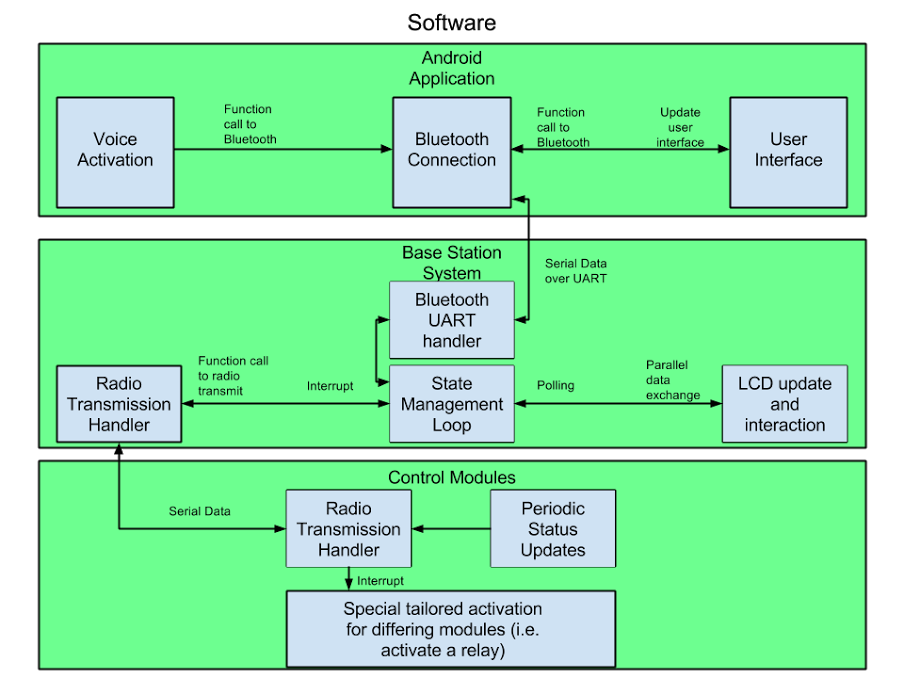 Software
Android
Application
Voice
Activation
Function
call to
Bluetooth
Bluetooth
Connection
Function
call to
Bluetooth
Update
user
interface
User
Interface
Serial Data
over UART
Base Station
System
Bluetooth
UART
handler
Radio
Transmission
Handler
Function call
to radio
transmit
Interrupt
State
Management
Loop
Polling
Parallel
data
exchange
LCD update
and
interaction
Control Modules
Serial Data
Radio
Transmission
Handler
Periodic
Status
Updates
Interrupt
Special tailored activation
for differing modules (i.e.
activate a relay)